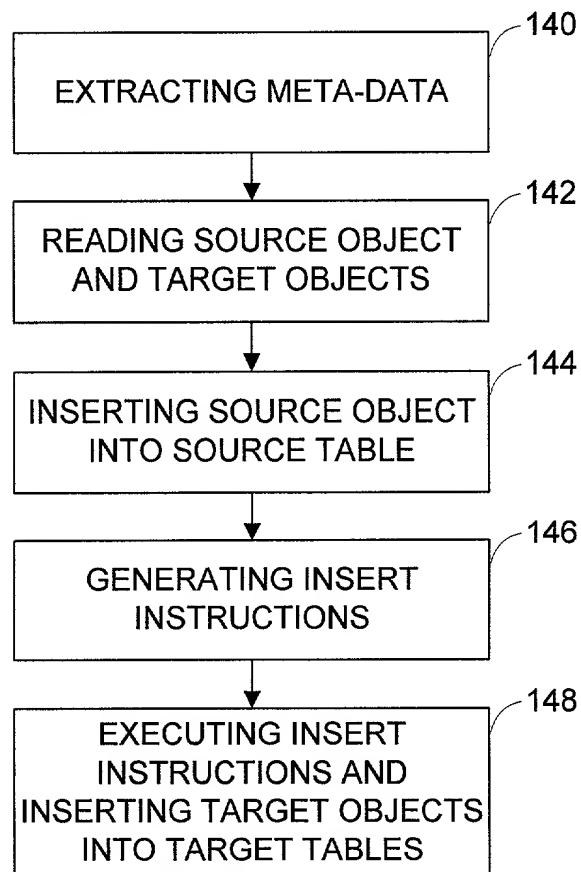 140
EXTRACTING META-DATA
142
READING SOURCE OBJECT
AND TARGET OBJECTS
144
INSERTING SOURCE OBJECT
INTO SOURCE TABLE
146
GENERATING INSERT
INSTRUCTIONS
148
EXECUTING INSERT
INSTRUCTIONS AND
INSERTING TARGET OBJECTS
INTO TARGET TABLES